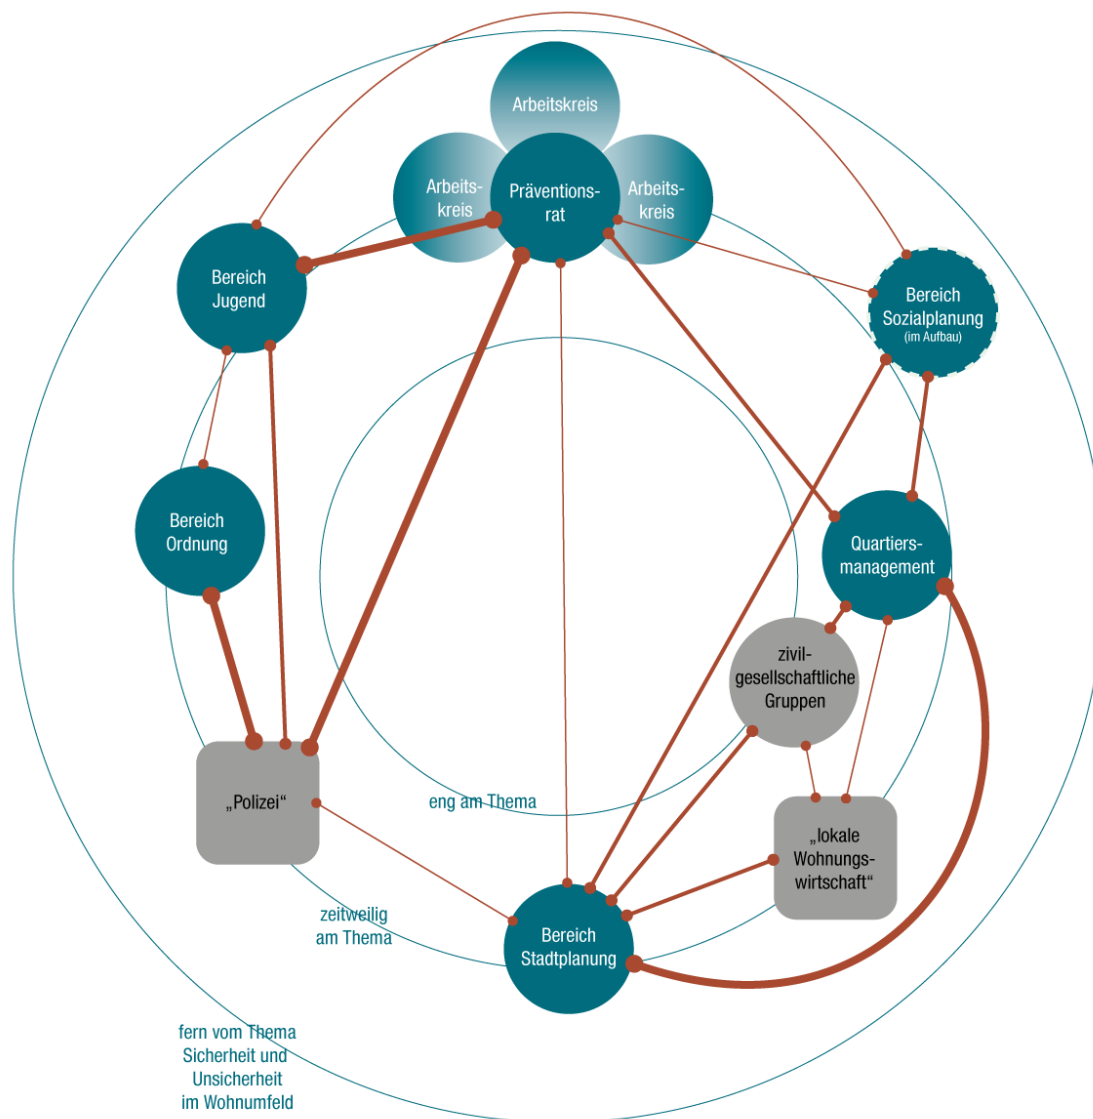 Arbeitskreis
Arbeits-
kreis
Präventions-
rat
Arbeits-
kreis
Bereich
Jugend
Bereich
Sozialplanung
(im Aufbau)
Bereich
Ordnung
Quartiers-
management
zivil-
gesellschaftliche
Gruppen
„Polizei“
eng am Thema
„lokale
Wohnungs-
wirtschaft“
zeitweilig
am Thema
Bereich
Stadtplanung
fern vom Thema
Sicherheit und
Unsicherheit
im Wohnumfeld